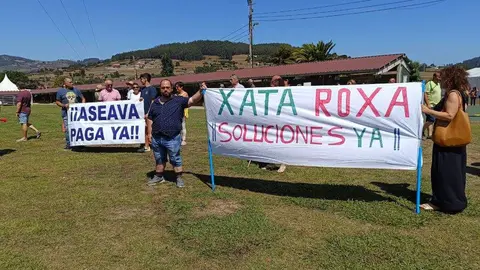 ¡¡ASEAVA
PAGA YA!!
XATA ROXA
¡¡SOLUCIONES YA!!